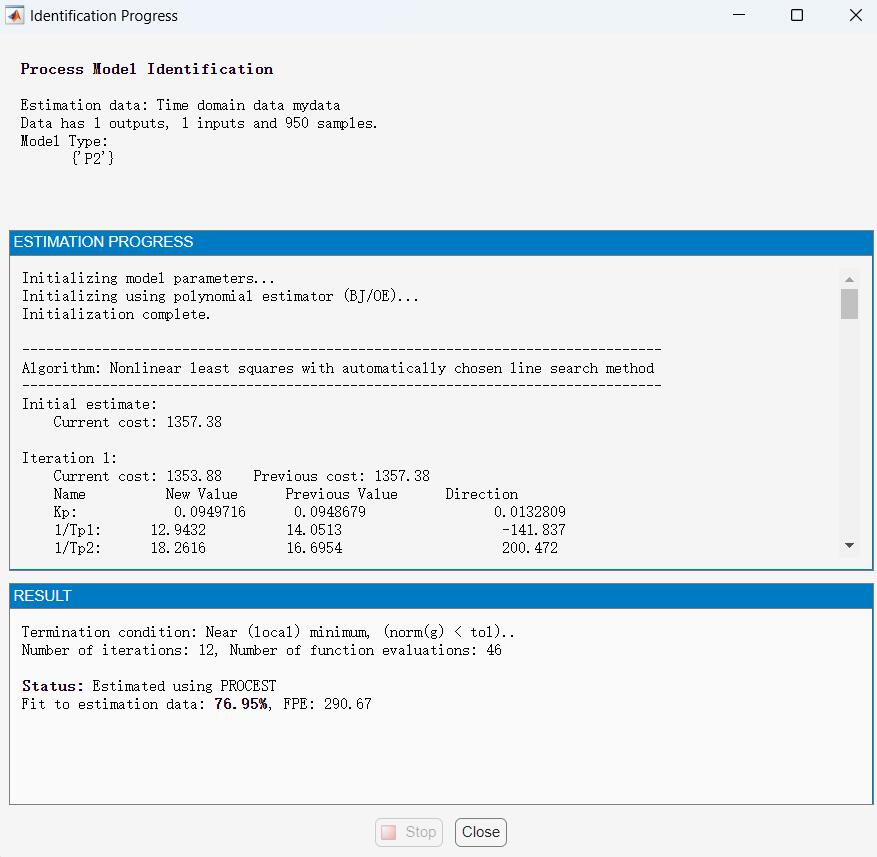 Identification Progress
Process Model Identification
Estimation data: Time domain data mydata
Data has 1 outputs, 1 inputs and 950 samples.
Model Type:
{'P2'}
ESTIMATION PROGRESS
Initializing model parameters...
Initializing using polynomial estimator (BJ/OE)...
Initialization complete.
--------------------------------------------------------------------------------
Algorithm: Nonlinear least squares with automatically chosen line search method
--------------------------------------------------------------------------------
Initial estimate:
Current cost: 1357.38
Iteration 1:
Current cost: 1353.88 Previous cost: 1357.38
Name New Value Previous Value Direction
Kp: 0.0949716 0.0948679 0.0132809
1/Tp1: 12.9432 14.0513 -141.837
1/Tp2: 18.2616 16.6954 200.472
RESULT
Termination condition: Near (local) minimum, (norm(g) < tol)..
Number of iterations: 12, Number of function evaluations: 46
Status: Estimated using PROCEST
Fit to estimation data: 76.95%, FPE: 290.67
Stop Close